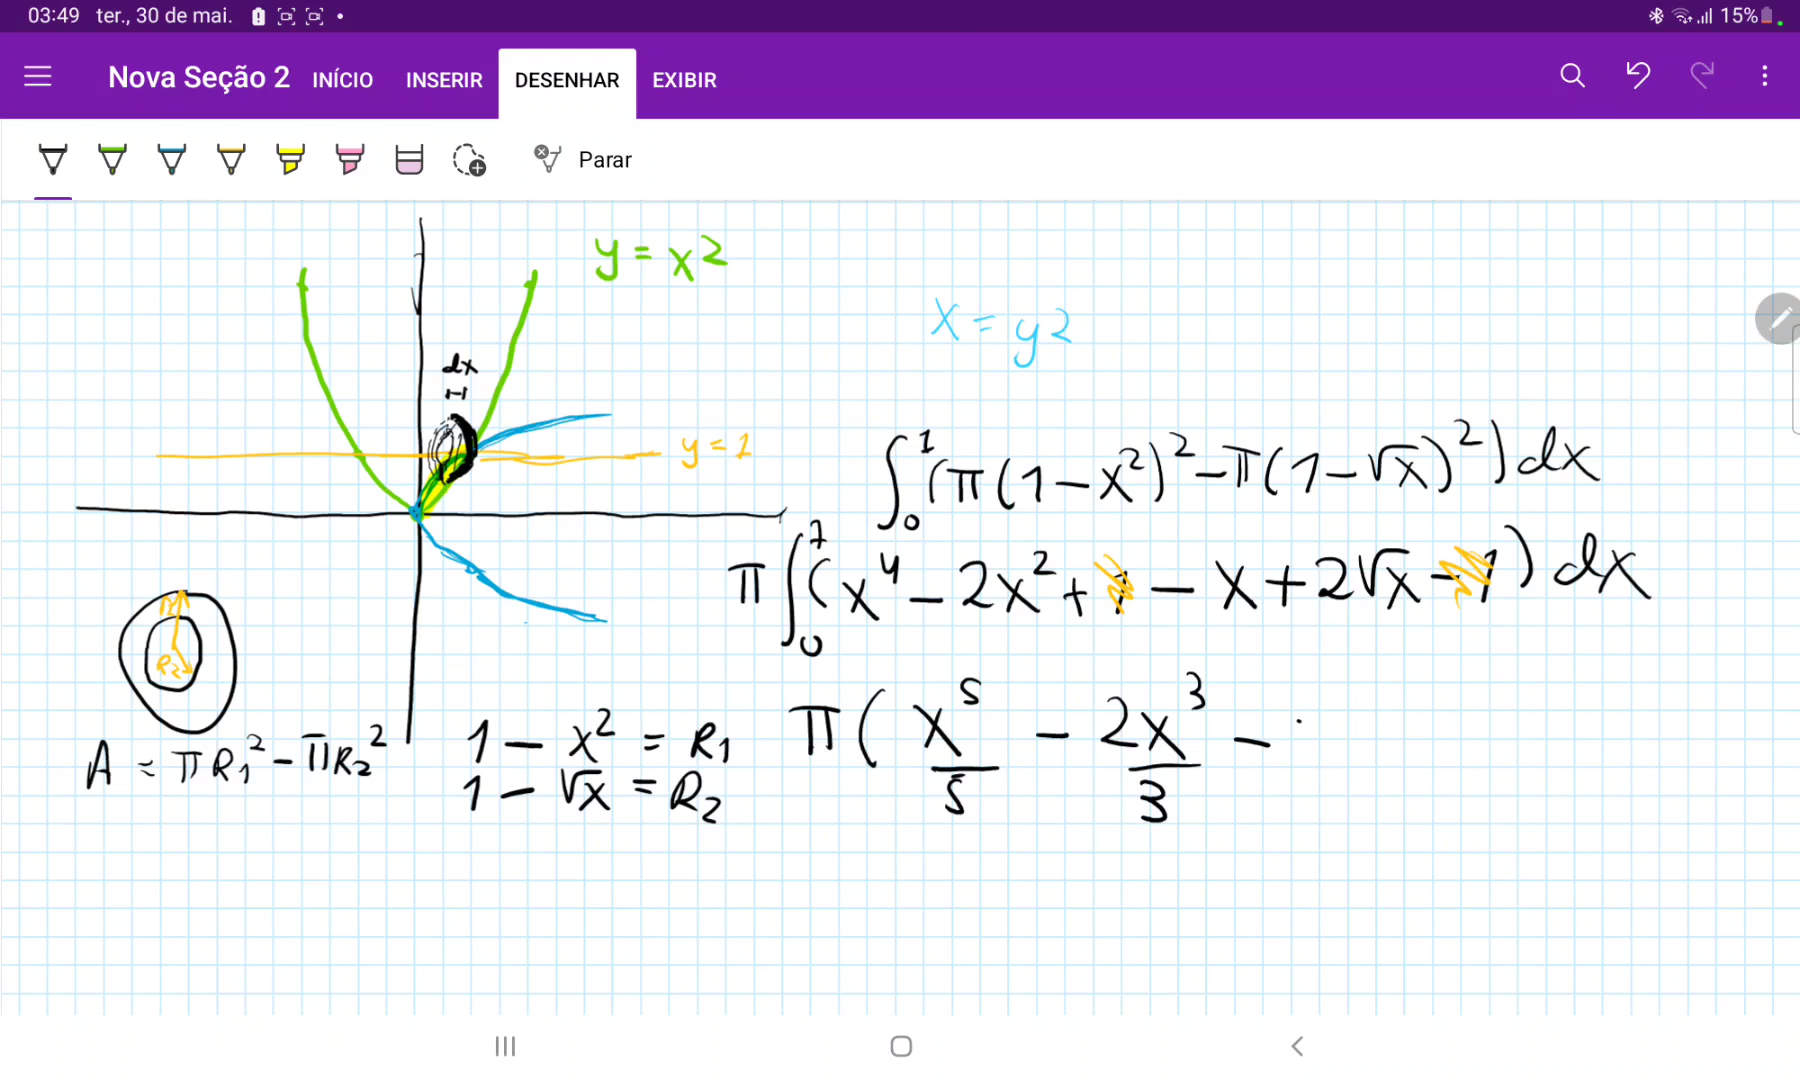 03:49 ter., 30 de mai. 15%
Nova Seção 2 INÍCIO INSERIR DESENHAR EXIBIR
Parar
y = x²
x = y²
dx
y = 1
∫₀¹ (π(1-x²)² - π(1-√x)²) dx
π ∫₀¹ (x⁴ - 2x² + 1 - x + 2√x - 1) dx
R₂
A = πR₁² - πR₂²
1 - x² = R₁
1 - √x = R₂
π( x⁵/5 - 2x³/3 -